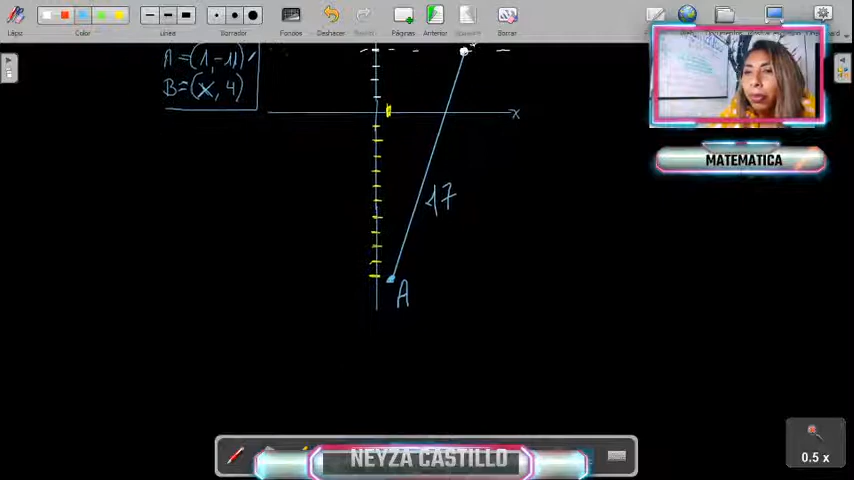 Lápiz
Color
Línea
Borrador
Fondos
Deshacer
Páginas
Anterior
Borrar
A = (1, -11)
B = (x, 4)
x
17
A
MATEMATICA
NEYZA CASTILLO
0.5 x